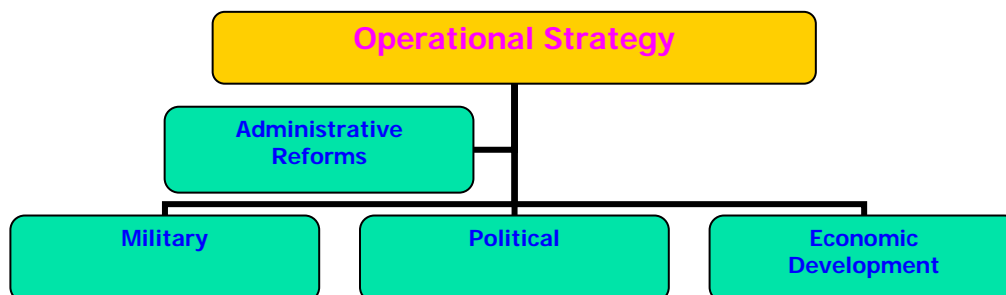 Operational Strategy
Administrative
Reforms
Military
Political
Economic
Development